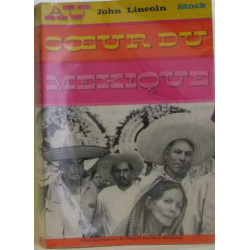 AU John Lincoln Stock
CŒUR DU
MEXIQUE